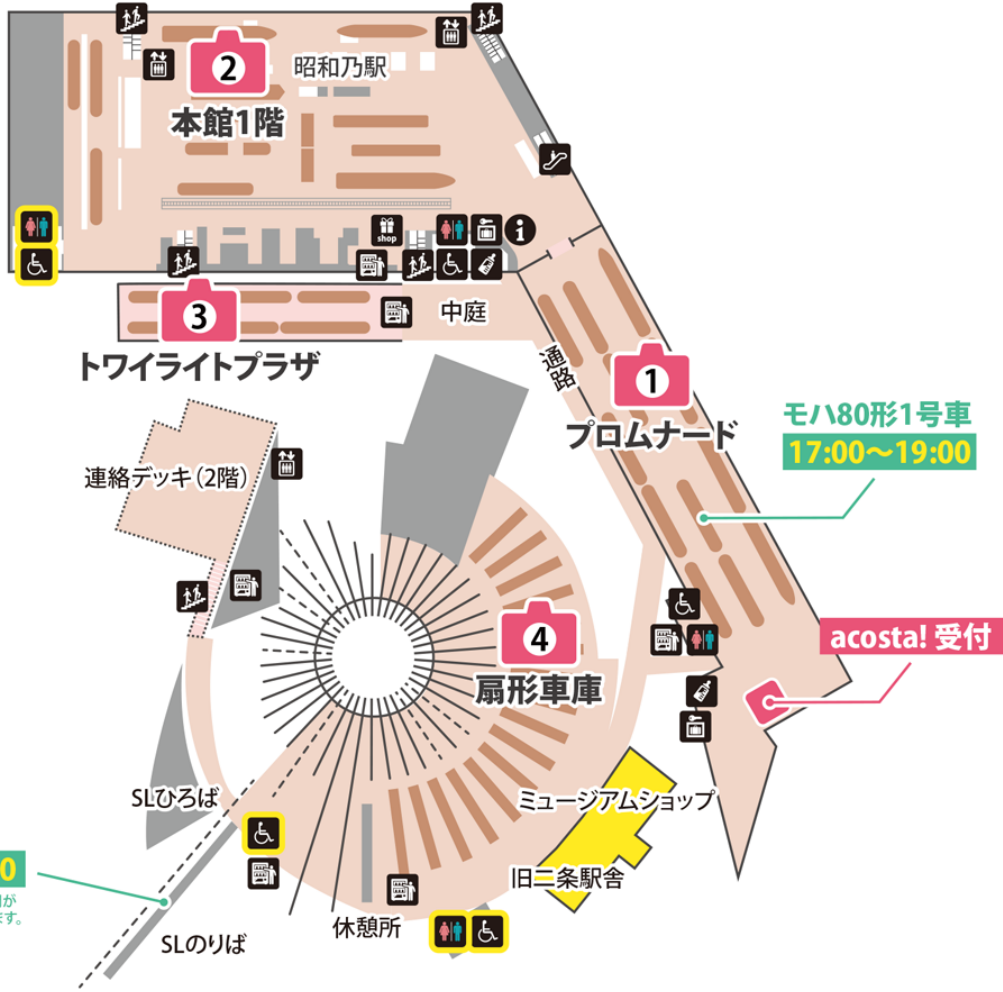 2
昭和乃駅
本館1階
shop
i
3
中庭
トワイライトプラザ
通路
1
プロムナード
モハ80形1号車
17:00～19:00
連絡デッキ（2階）
4
扇形車庫
acosta! 受付
SLひろば
ミュージアムショップ
旧二条駅舎
0
が
ます。
休憩所
SLのりば